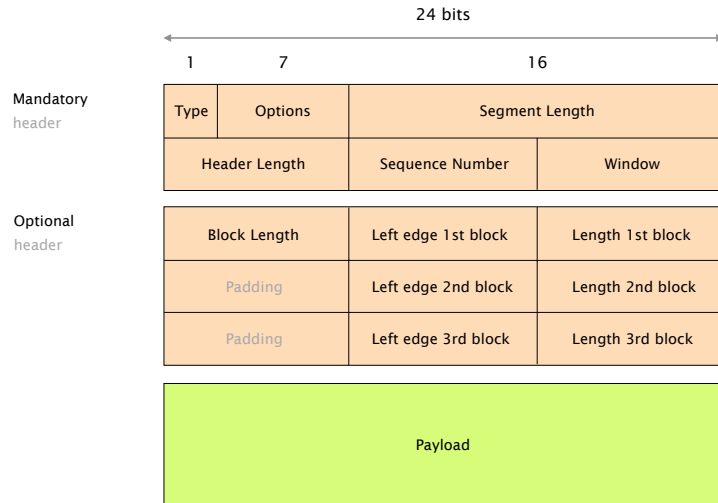 24 bits
1 7 16
Mandatory
header
Type Options Segment Length
Header Length Sequence Number Window
Optional
header
Block Length Left edge 1st block Length 1st block
Padding Left edge 2nd block Length 2nd block
Padding Left edge 3rd block Length 3rd block
Payload